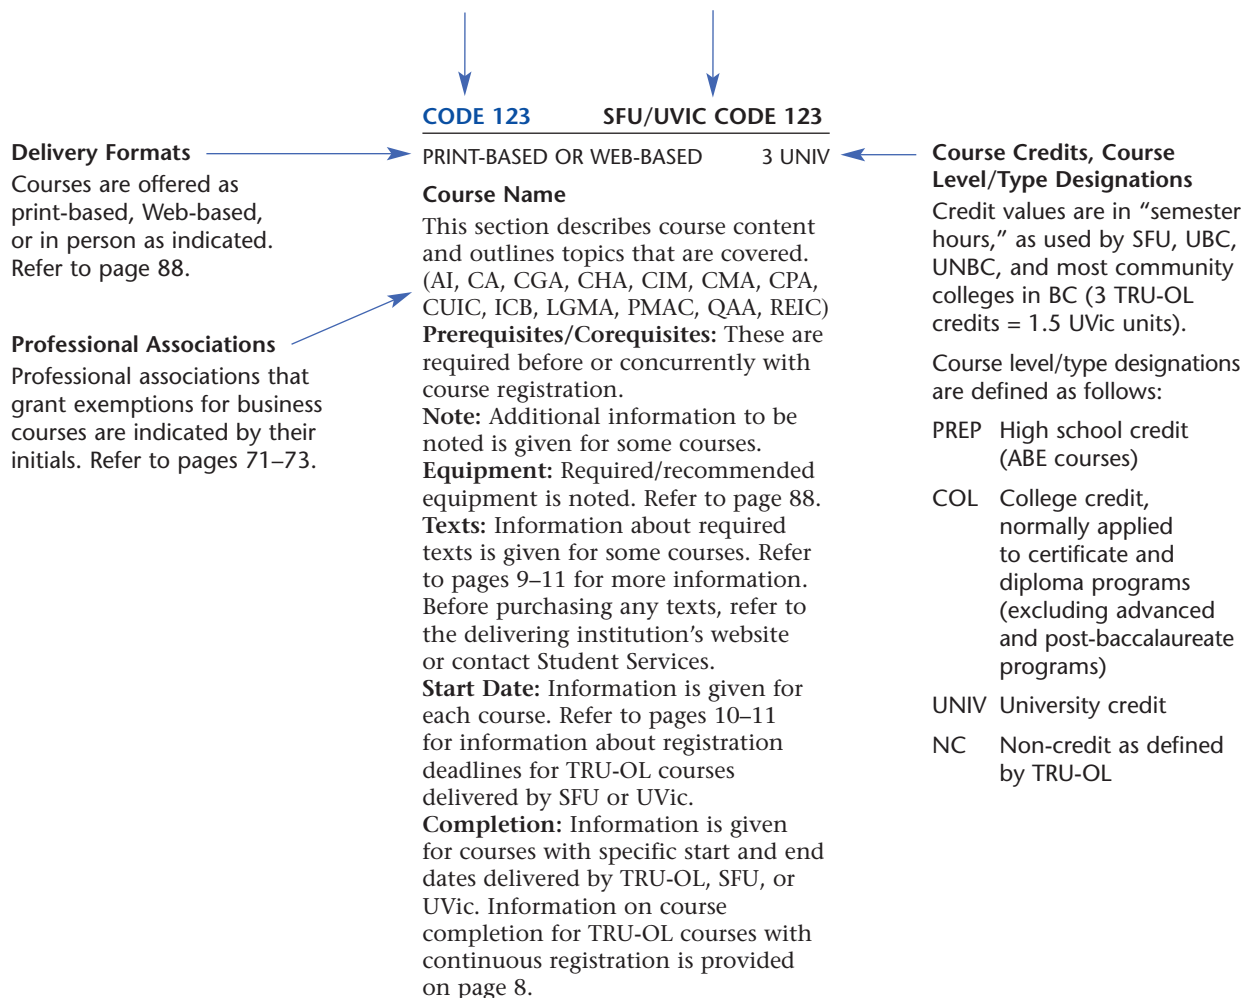 CODE 123 SFU/UVIC CODE 123
Delivery Formats
Courses are offered as
print-based, Web-based,
or in person as indicated.
Refer to page 88.
Professional Associations
Professional associations that
grant exemptions for business
courses are indicated by their
initials. Refer to pages 71–73.
PRINT-BASED OR WEB-BASED 3 UNIV
Course Name
This section describes course content
and outlines topics that are covered.
(AI, CA, CGA, CHA, CIM, CMA, CPA,
CUIC, ICB, LGMA, PMAC, QAA, REIC)
Prerequisites/Corequisites: These are
required before or concurrently with
course registration.
Note: Additional information to be
noted is given for some courses.
Equipment: Required/recommended
equipment is noted. Refer to page 88.
Texts: Information about required
texts is given for some courses. Refer
to pages 9–11 for more information.
Before purchasing any texts, refer to
the delivering institution’s website
or contact Student Services.
Start Date: Information is given for
each course. Refer to pages 10–11
for information about registration
deadlines for TRU-OL courses
delivered by SFU or UVic.
Completion: Information is given
for courses with specific start and end
dates delivered by TRU-OL, SFU, or
UVic. Information on course
completion for TRU-OL courses with
continuous registration is provided
on page 8.
Course Credits, Course
Level/Type Designations
Credit values are in “semester
hours,” as used by SFU, UBC,
UNBC, and most community
colleges in BC (3 TRU-OL
credits = 1.5 UVic units).
Course level/type designations
are defined as follows:
PREP High school credit
(ABE courses)
COL College credit,
normally applied
to certificate and
diploma programs
(excluding advanced
and post-baccalaureate
programs)
UNIV University credit
NC Non-credit as defined
by TRU-OL